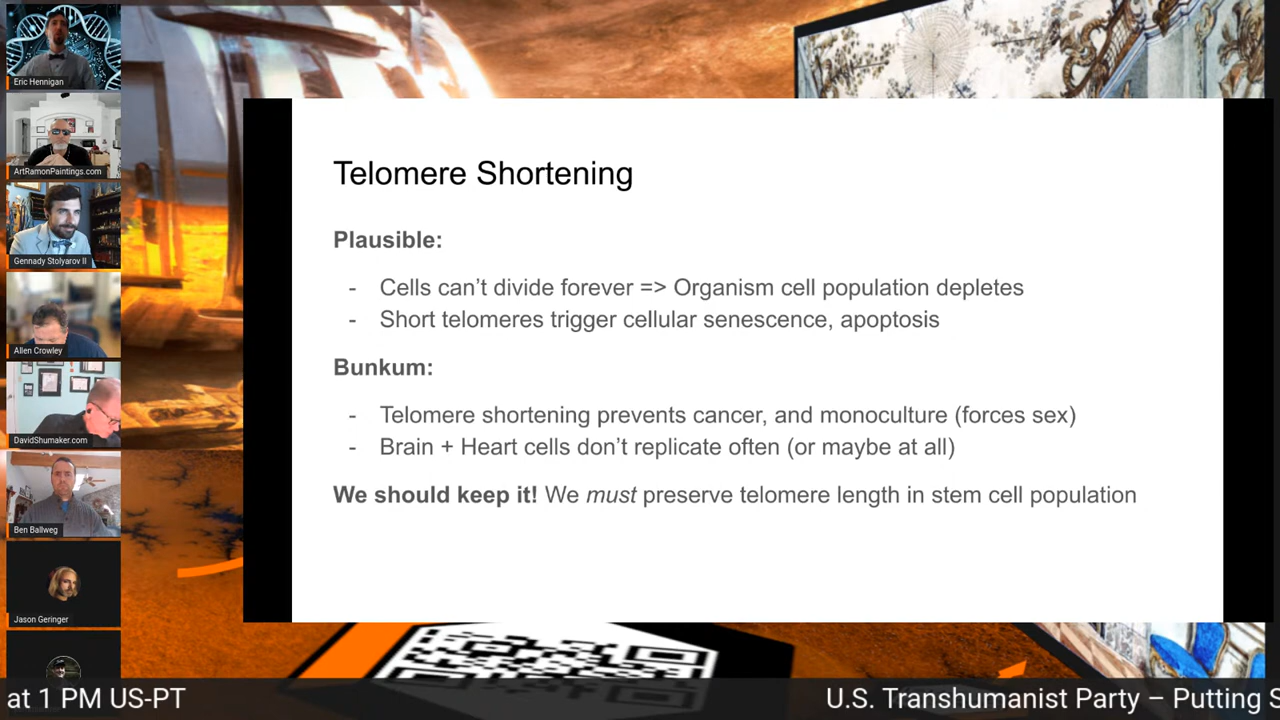 Eric Hennigan
ArtRamonPaintings.com
Gennady Stolyarov II
Allen Crowley
DavidShumaker.com
Ben Ballweg
Jason Geringer
Telomere Shortening
Plausible:
- Cells can't divide forever => Organism cell population depletes
- Short telomeres trigger cellular senescence, apoptosis
Bunkum:
- Telomere shortening prevents cancer, and monoculture (forces sex)
- Brain + Heart cells don't replicate often (or maybe at all)
We should keep it! We must preserve telomere length in stem cell population
at 1 PM US-PT
U.S. Transhumanist Party – Putting S